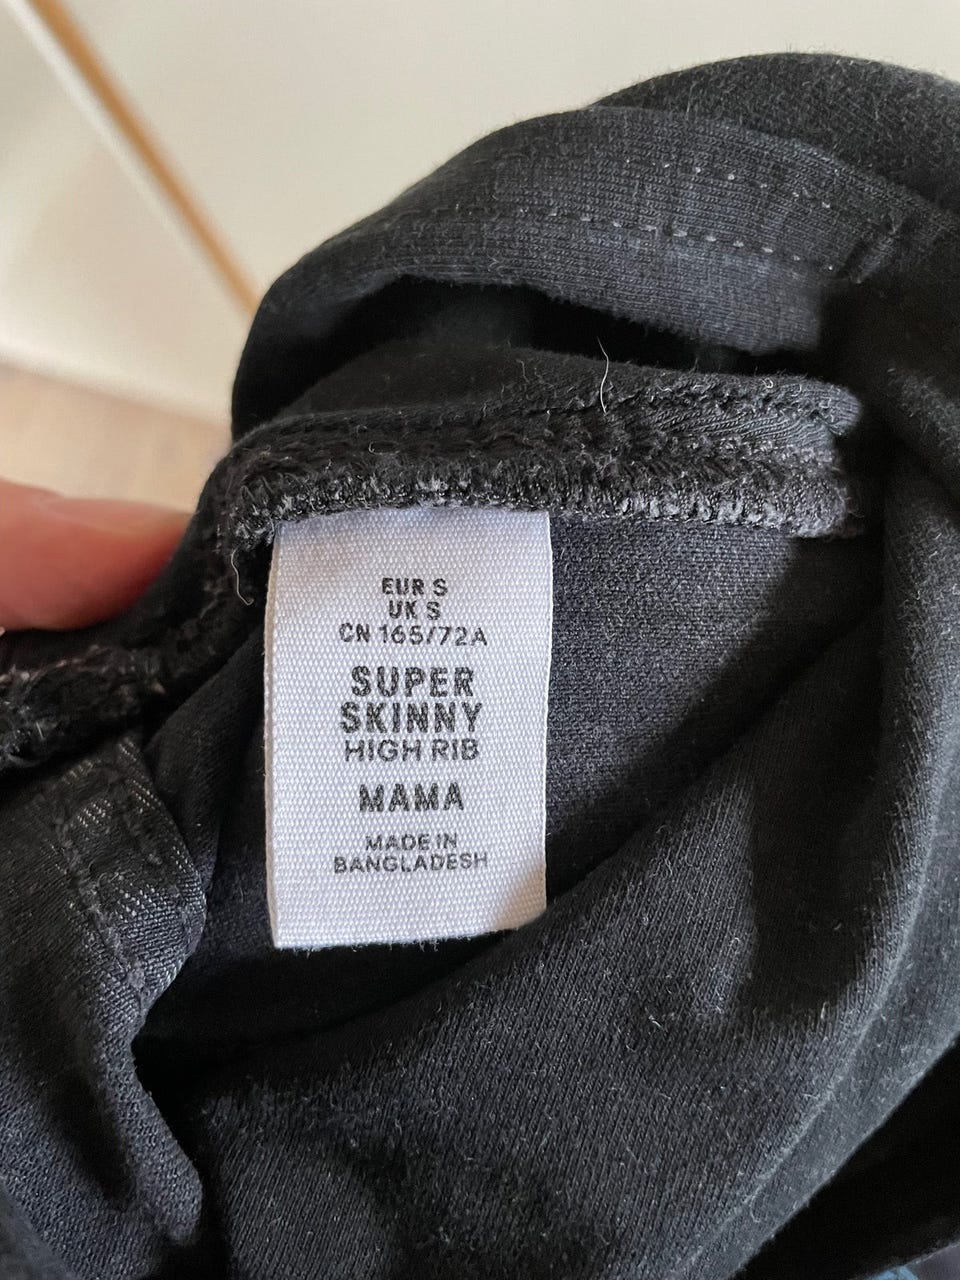 EUR S
UK S
CN 165/72A
SUPER
SKINNY
HIGH RIB
MAMA
MADE IN
BANGLADESH